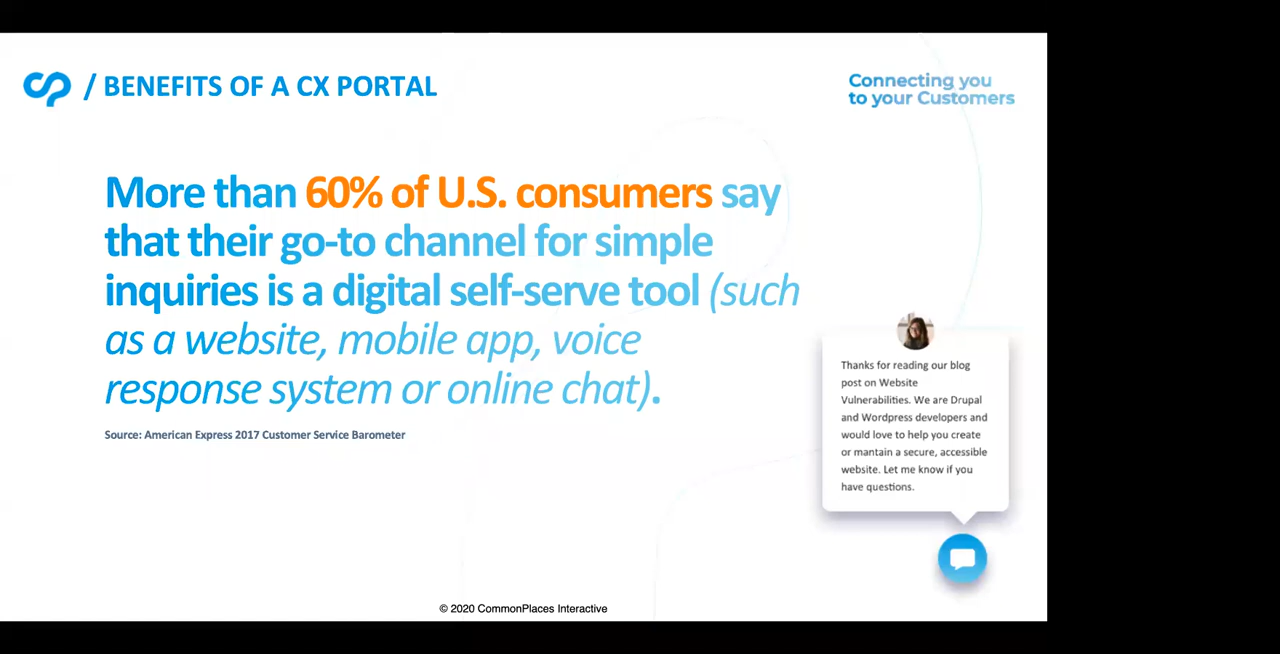 / BENEFITS OF A CX PORTAL
Connecting you
to your Customers
More than 60% of U.S. consumers say
that their go-to channel for simple
inquiries is a digital self-serve tool (such
as a website, mobile app, voice
response system or online chat).
Source: American Express 2017 Customer Service Barometer
Thanks for reading our blog
post on Website
Vulnerabilities. We are Drupal
and Wordpress developers and
would love to help you create
or mantain a secure, accessible
website. Let me know if you
have questions.
© 2020 CommonPlaces Interactive